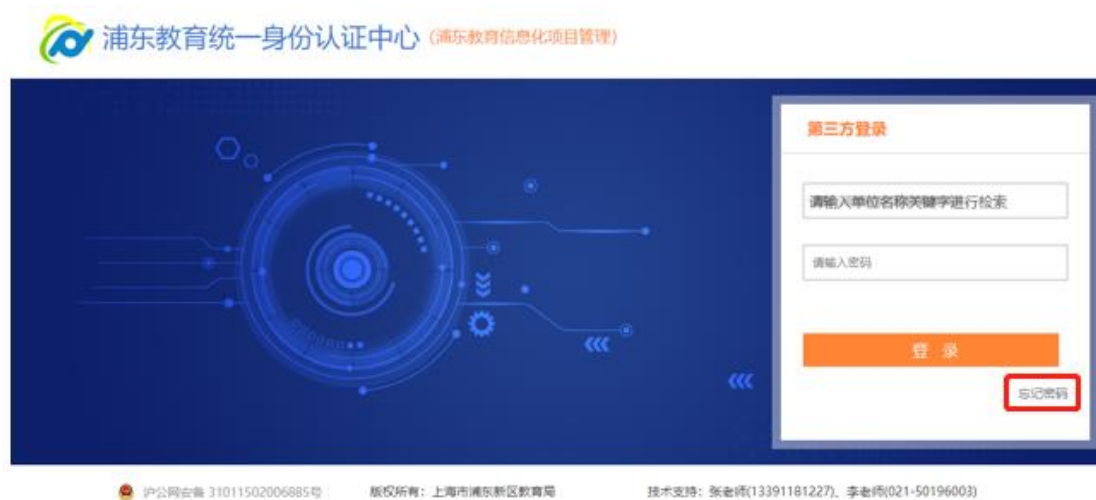 浦东教育统一身份认证中心 (浦东教育信息化项目管理)
第三方登录
请输入单位名称关键字进行检索
请输入密码
登 录
忘记密码
沪公网安备 31011502006885号 版权所有：上海市浦东新区教育局 技术支持：张老师(13391181227)、李老师(021-50196003)